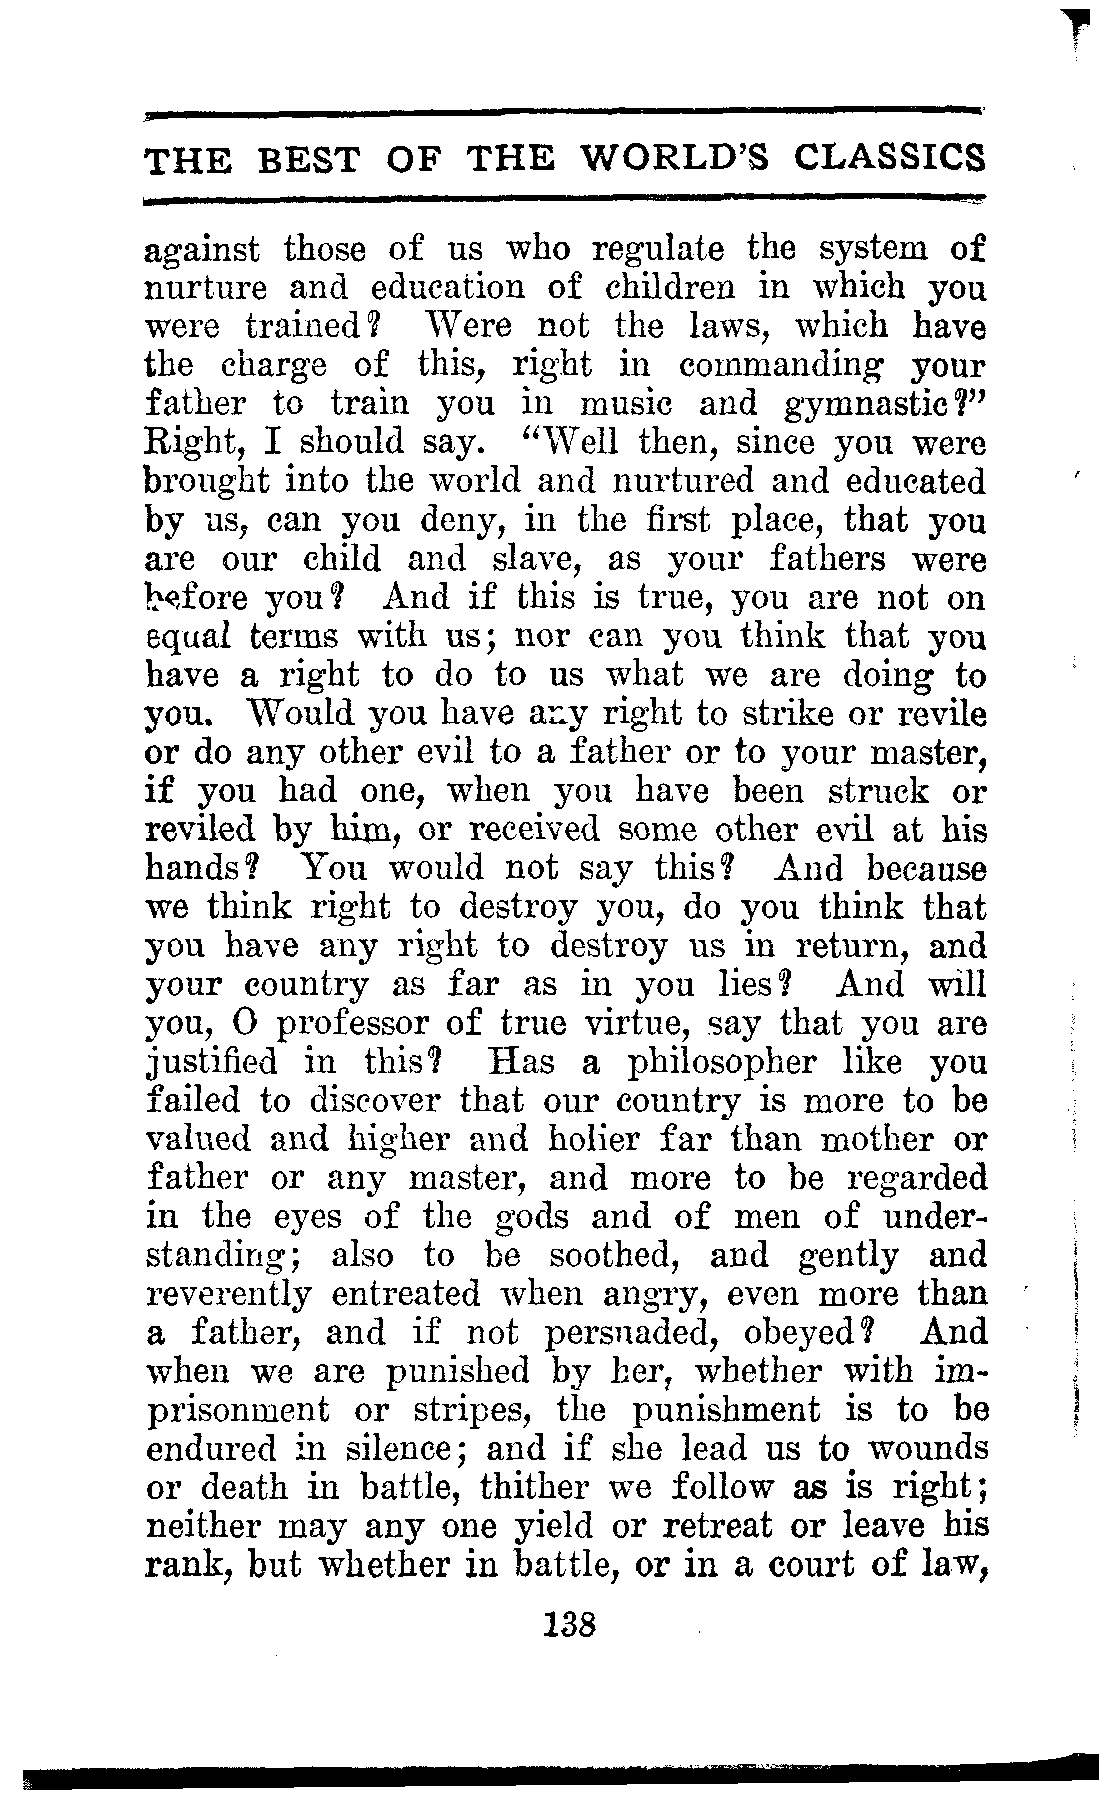 THE BEST OF THE WORLD'S CLASSICS
against those of us who regulate the system of
nurture and education of children in which you
were trained? Were not the laws, which have
the charge of this, right in commanding your
father to train you in music and gymnastic?"
Right, I should say. "Well then, since you were
brought into the world and nurtured and educated
by us, can you deny, in the first place, that you
are our child and slave, as your fathers were
before you? And if this is true, you are not on
equal terms with us; nor can you think that you
have a right to do to us what we are doing to
you. Would you have any right to strike or revile
or do any other evil to a father or to your master,
if you had one, when you have been struck or
reviled by him, or received some other evil at his
hands? You would not say this? And because
we think right to destroy you, do you think that
you have any right to destroy us in return, and
your country as far as in you lies? And will
you, O professor of true virtue, say that you are
justified in this? Has a philosopher like you
failed to discover that our country is more to be
valued and higher and holier far than mother or
father or any master, and more to be regarded
in the eyes of the gods and of men of under-
standing; also to be soothed, and gently and
reverently entreated when angry, even more than
a father, and if not persuaded, obeyed? And
when we are punished by her, whether with im-
prisonment or stripes, the punishment is to be
endured in silence; and if she lead us to wounds
or death in battle, thither we follow as is right;
neither may any one yield or retreat or leave his
rank, but whether in battle, or in a court of law,
138